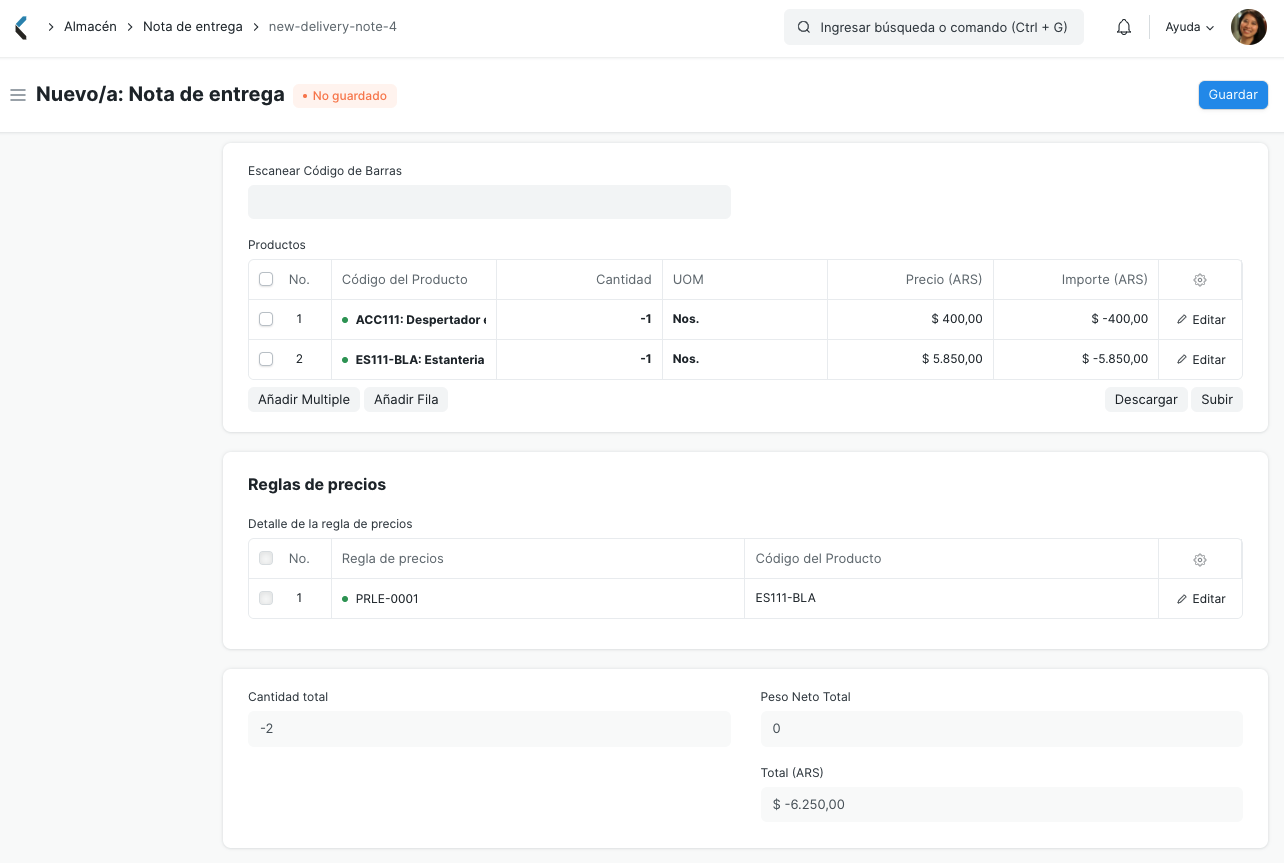 Almacén Nota de entrega new-delivery-note-4 Ingresar búsqueda o comando (Ctrl + G) Ayuda
Nuevo/a: Nota de entrega • No guardado Guardar
Escanear Código de Barras
Productos
No. Código del Producto Cantidad UOM Precio (ARS) Importe (ARS)
1 ACC111: Despertador -1 Nos. $ 400,00 $ -400,00 Editar
2 ES111-BLA: Estanteria -1 Nos. $ 5.850,00 $ -5.850,00 Editar
Añadir Multiple Añadir Fila Descargar Subir
Reglas de precios
Detalle de la regla de precios
No. Regla de precios Código del Producto
1 PRLE-0001 ES111-BLA Editar
Cantidad total Peso Neto Total
-2 0
Total (ARS)
$ -6.250,00